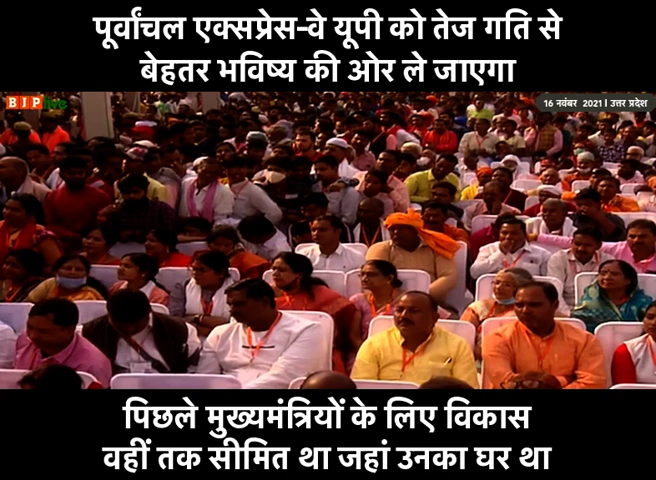 पूर्वांचल एक्सप्रेस-वे यूपी को तेज गति से
बेहतर भविष्य की ओर ले जाएगा
BJP live
16 नवंबर 2021 | उत्तर प्रदेश
पिछले मुख्यमंत्रियों के लिए विकास
वहीं तक सीमित था जहां उनका घर था